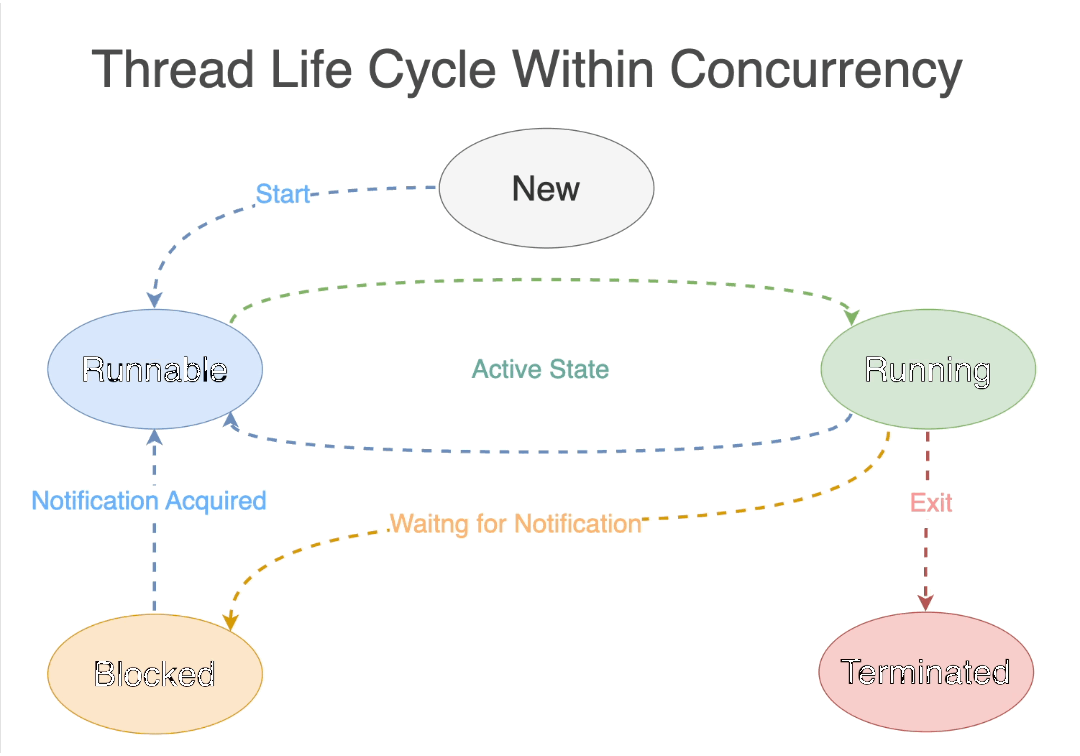 Thread Life Cycle Within Concurrency
New
Start
Runnable
Active State
Running
Notification Acquired
Waitng for Notification
Exit
Blocked
Terminated